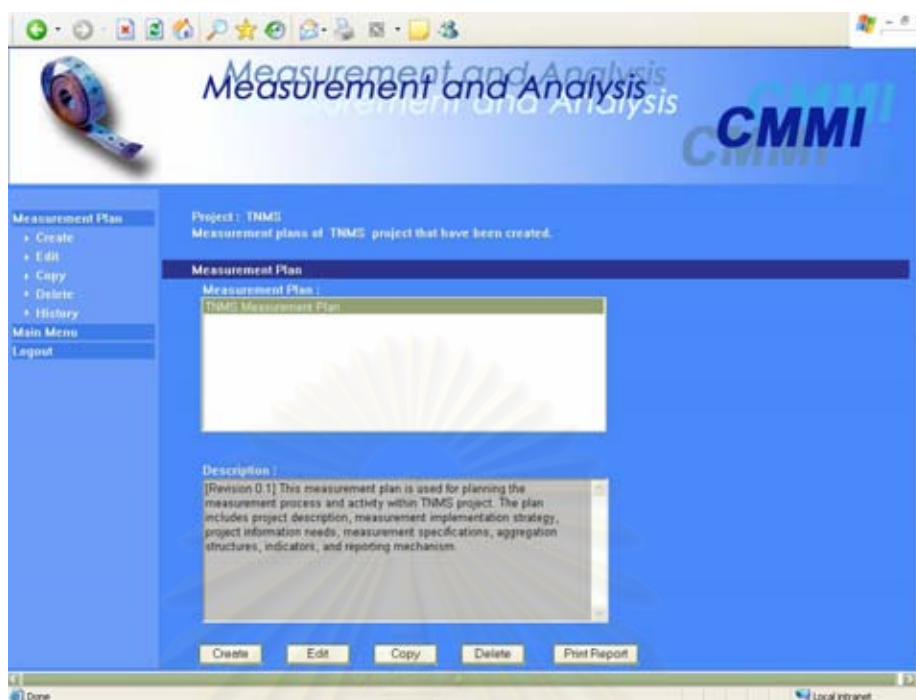 Measurement and Analysis
CMMI
Measurement Plan
Create
Edit
Copy
Delete
History
Main Menu
Logout
Project : TNMS
Measurement plans of TNMS project that have been created.
Measurement Plan
Measurement Plan :
TNMS Measurement Plan
Description :
[Revision 0.1] This measurement plan is used for planning the
measurement process and activity within TNMS project. The plan
includes project description, measurement implementation strategy,
project information needs, measurement specifications, aggregation
structures, indicators, and reporting mechanism.
Create Edit Copy Delete Print Report
Done Local intranet